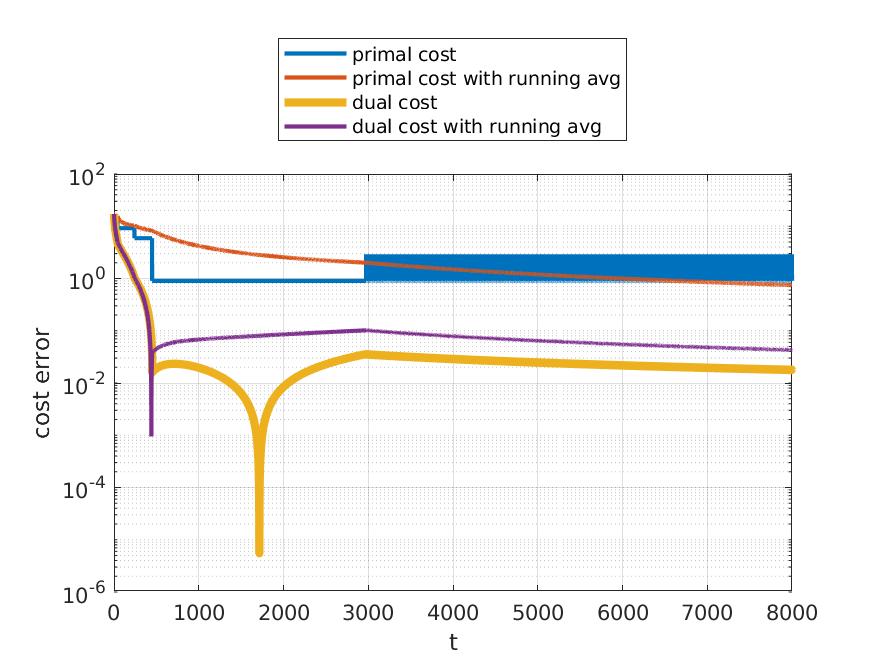 primal cost
primal cost with running avg
dual cost
dual cost with running avg
10^2
10^0
10^-2
10^-4
10^-6
cost error
0 1000 2000 3000 4000 5000 6000 7000 8000
t